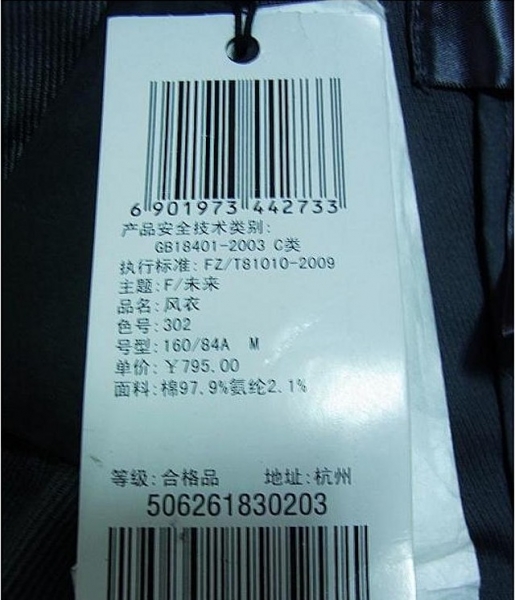 6 901973 442733
产品安全技术类别:
GB18401-2003 C类
执行标准: FZ/T81010-2009
主题: F/未来
品名: 风衣
色号: 302
号型: 160/84A M
单价: ￥795.00
面料: 棉97.9%氨纶2.1%
等级: 合格品 地址: 杭州
506261830203